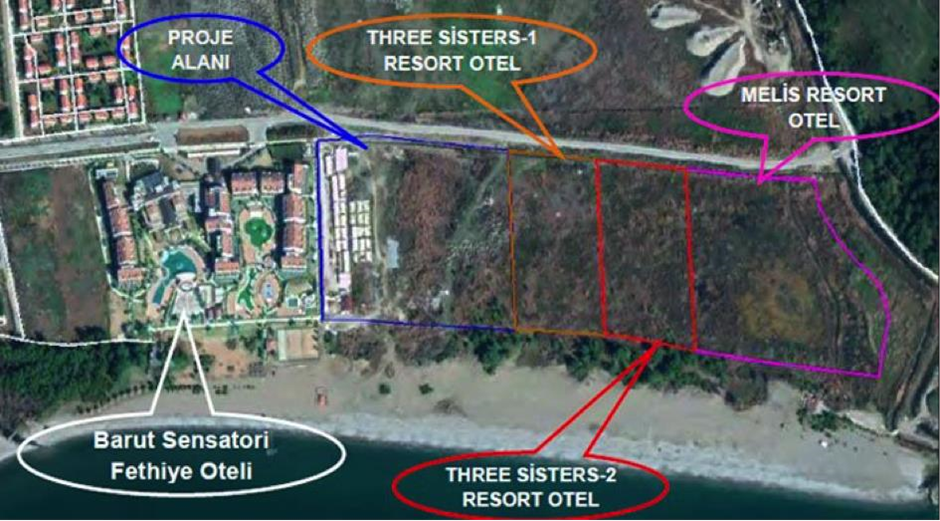 PROJE
ALANI
THREE SİSTERS-1
RESORT OTEL
MELİS RESORT
OTEL
Barut Sensatori
Fethiye Oteli
THREE SİSTERS-2
RESORT OTEL